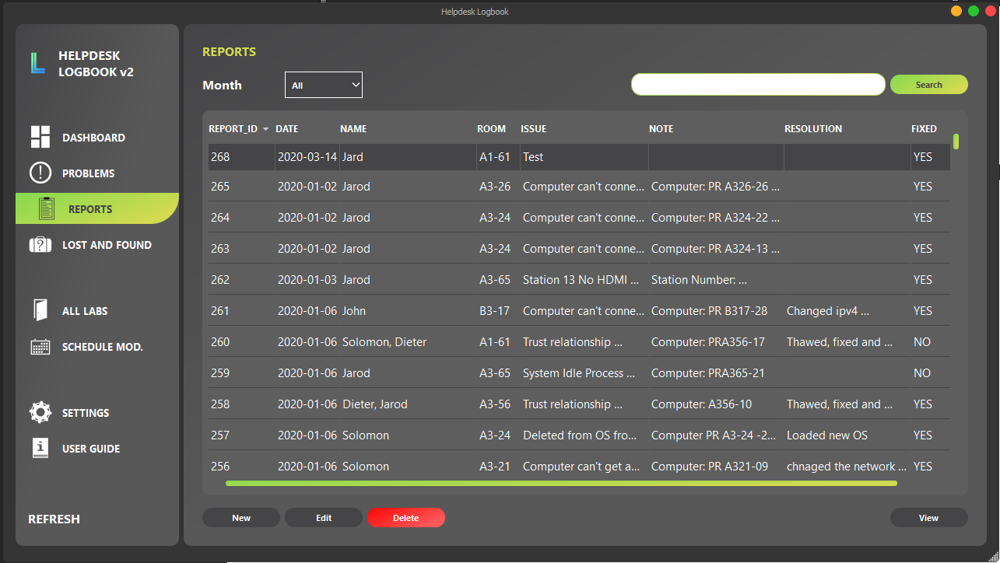 Helpdesk Logbook
HELPDESK
LOGBOOK v2
DASHBOARD
PROBLEMS
REPORTS
LOST AND FOUND
ALL LABS
SCHEDULE MOD.
SETTINGS
USER GUIDE
REFRESH
REPORTS
Month All Search
REPORT_ID DATE NAME ROOM ISSUE NOTE RESOLUTION FIXED
268 2020-03-14 Jard A1-61 Test YES
265 2020-01-02 Jarod A3-26 Computer can't conne... Computer: PR A326-26 ... YES
264 2020-01-02 Jarod A3-24 Computer can't conne... Computer: PR A324-22 ... YES
263 2020-01-02 Jarod A3-24 Computer can't conne... Computer: PR A324-13 ... YES
262 2020-01-03 Jarod A3-65 Station 13 No HDMI ... Station Number: ... YES
261 2020-01-06 John B3-17 Computer can't conne... Computer: PR B317-28 Changed ipv4 ... YES
260 2020-01-06 Solomon, Dieter A1-61 Trust relationship ... Computer: PRA356-17 Thawed, fixed and ... NO
259 2020-01-06 Jarod A3-65 System Idle Process ... Computer: PRA365-21 NO
258 2020-01-06 Dieter, Jarod A3-56 Trust relationship ... Computer: A356-10 Thawed, fixed and ... YES
257 2020-01-06 Solomon A3-24 Deleted from OS fro... Computer PR A3-24 -2... Loaded new OS YES
256 2020-01-06 Solomon A3-21 Computer can't get a... Computer: PR A321-09 chnaged the network ... YES
New Edit Delete View